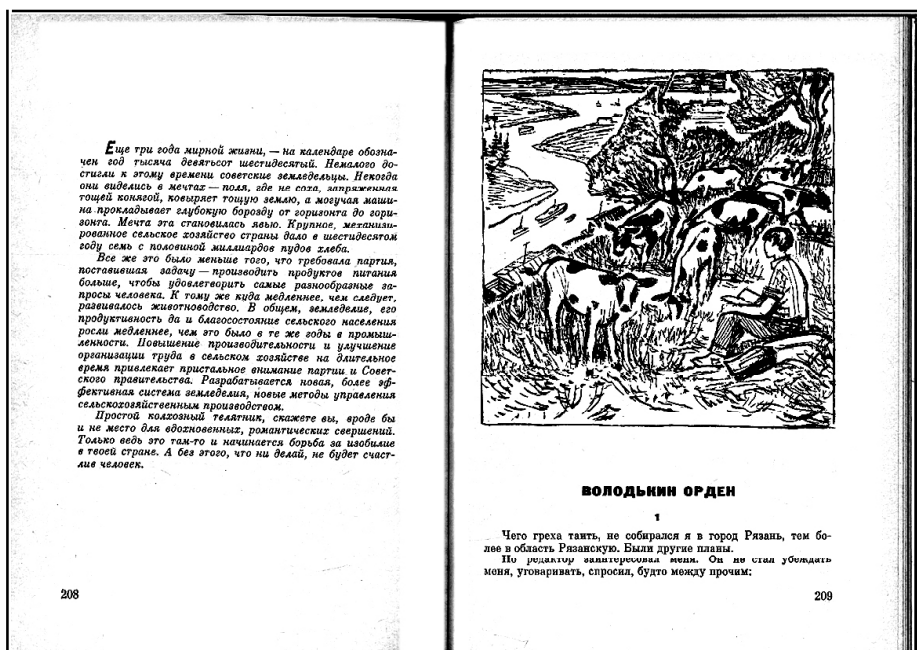 Еще три года мирной жизни, — на календаре обозна-
чен год тысяча девятьсот шестидесятый. Немалого до-
стигли к этому времени советские земледельцы. Некогда
они виделись в мечтах — поля, где не соха, запряженная
тощей конягой, ковыряет тощую землю, а могучая маши-
на прокладывает глубокую борозду от горизонта до гори-
зонта. Мечта эта становилась явью. Крупное, механизи-
рованное сельское хозяйство страны дало в шестидесятом
году семь с половиной миллиардов пудов хлеба.
Все же это было меньше того, что требовала партия,
поставившая задачу — производить продуктов питания
больше, чтобы удовлетворить самые разнообразные за-
просы человека. К тому же куда медленнее, чем следует,
развивалось животноводство. В общем, земледелие, его
продуктивность да и благосостояние сельского населения
росли медленнее, чем это было в те же годы в промыш-
ленности. Повышение производительности и улучшение
организации труда в сельском хозяйстве на длительное
время привлекает пристальное внимание партии и Совет-
ского правительства. Разрабатывается новая, более эф-
фективная система земледелия, новые методы управления
сельскохозяйственным производством.
Простой колхозный телятник, скажете вы, вроде бы
и не место для вдохновенных, романтических свершений.
Только ведь это там-то и начинается борьба за изобилие
в твоей стране. А без этого, что ни делай, не будет счаст-
лив человек.
208
ВОЛОДЬКИН ОРДЕН
1
Чего греха таить, не собирался я в город Рязань, тем бо-
лее в область Рязанскую. Были другие планы.
Но редактор заинтересовал меня. Он не стал убеждать
меня, уговаривать, спросил, будто между прочим:
209